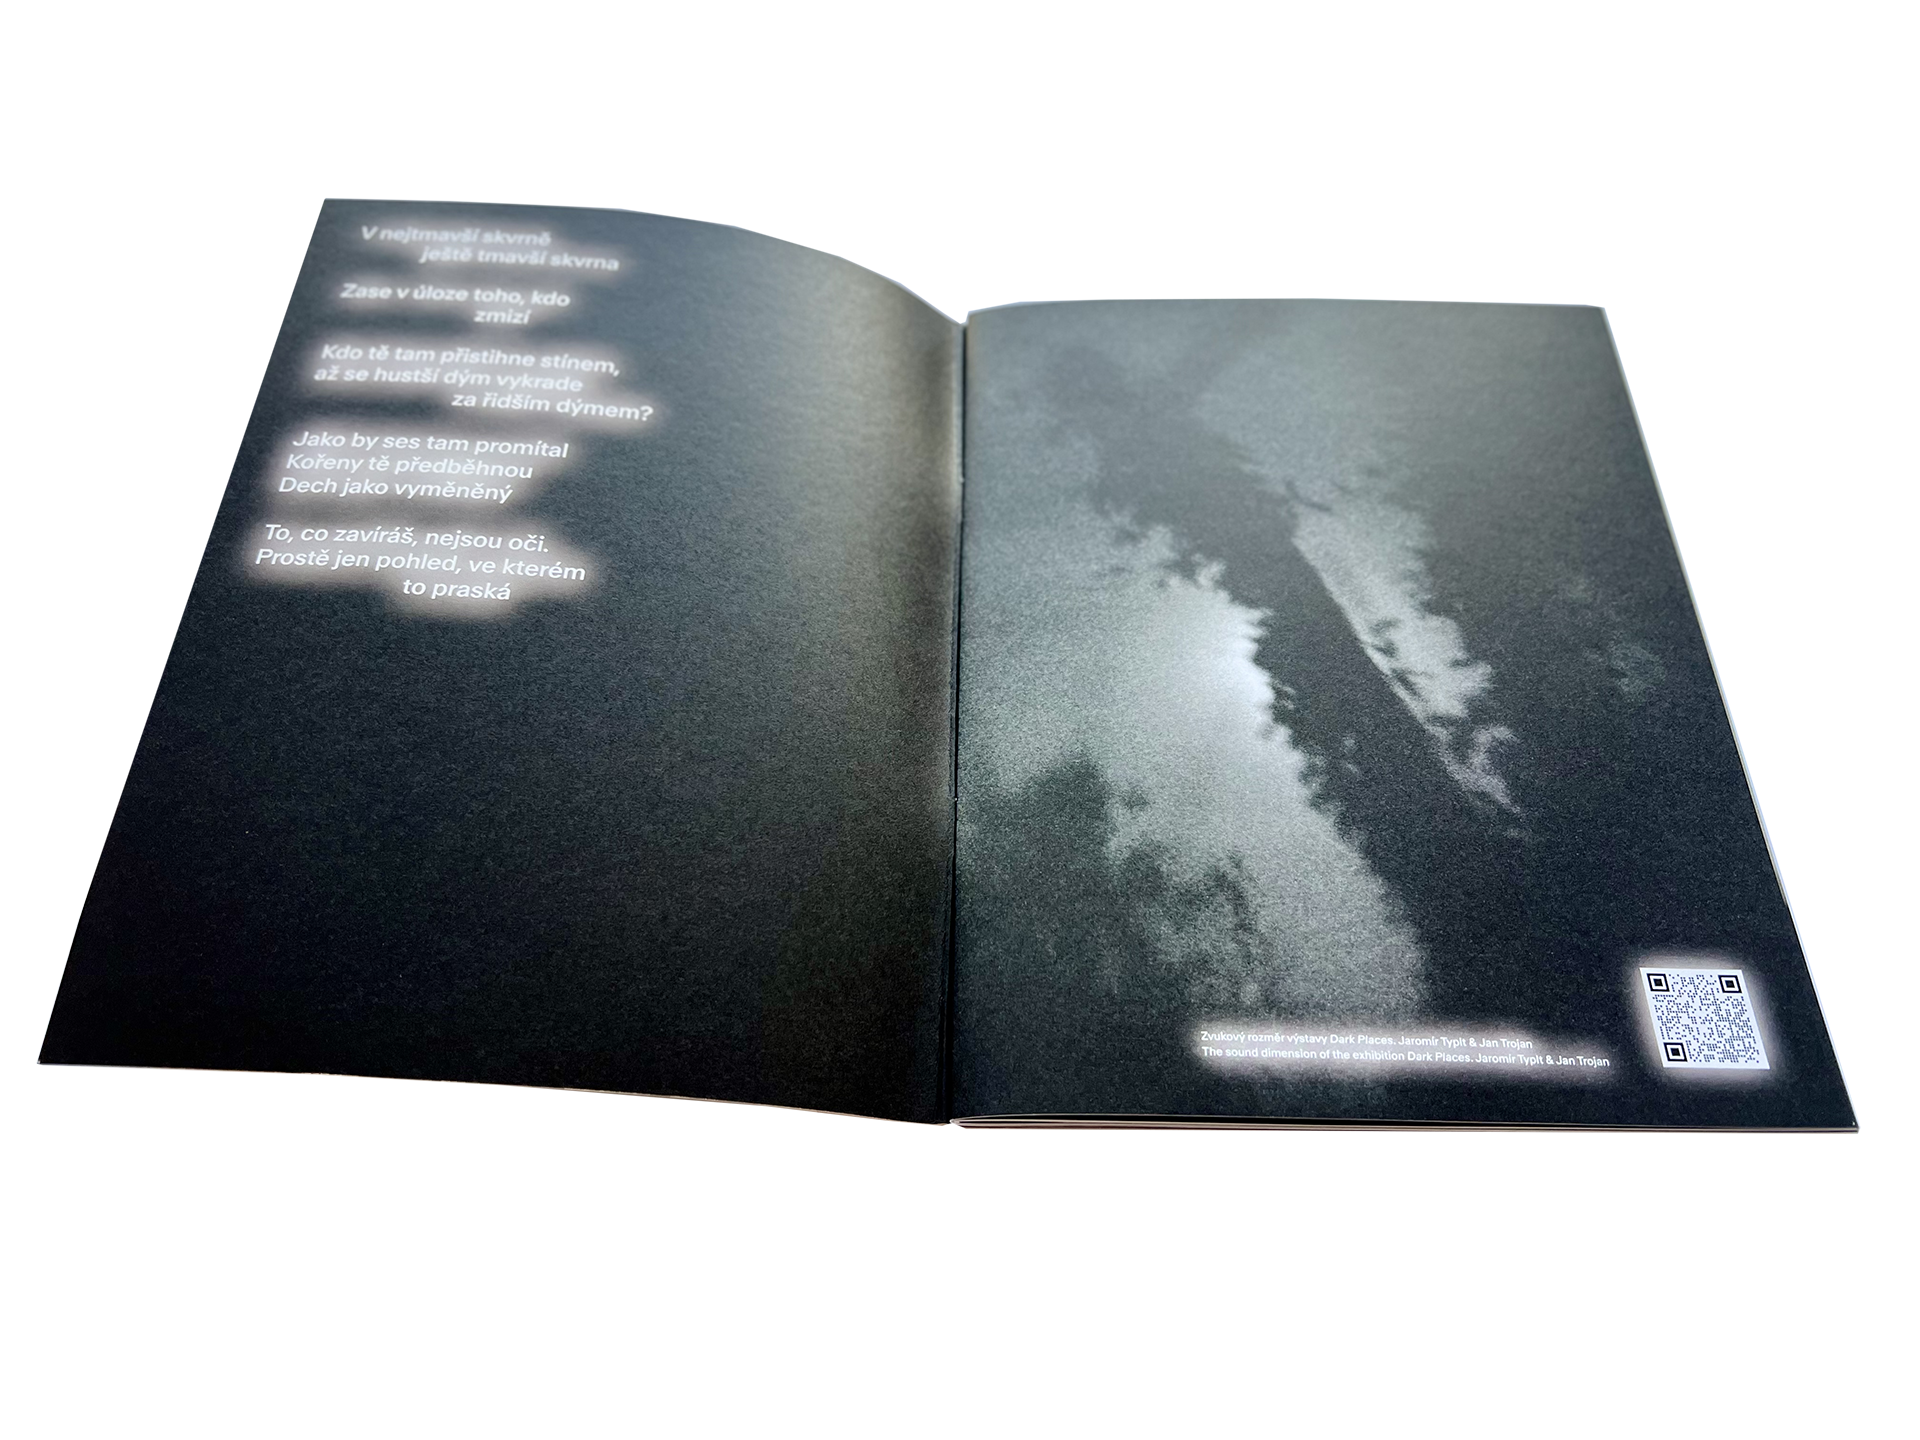 V nejtmavší skvrně
ještě tmavší skvrna
Zase v úloze toho, kdo
zmizí
Kdo tě tam přistihne stínem,
až se hustší dým vykrade
za řidším dýmem?
Jako by ses tam promítal
Kořeny tě předběhnou
Dech jako vyměněný
To, co zavíráš, nejsou oči.
Prostě jen pohled, ve kterém
to praská
Zvukový rozměr výstavy Dark Places. Jaromír Typlt & Jan Trojan
The sound dimension of the exhibition Dark Places. Jaromír Typlt & Jan Trojan